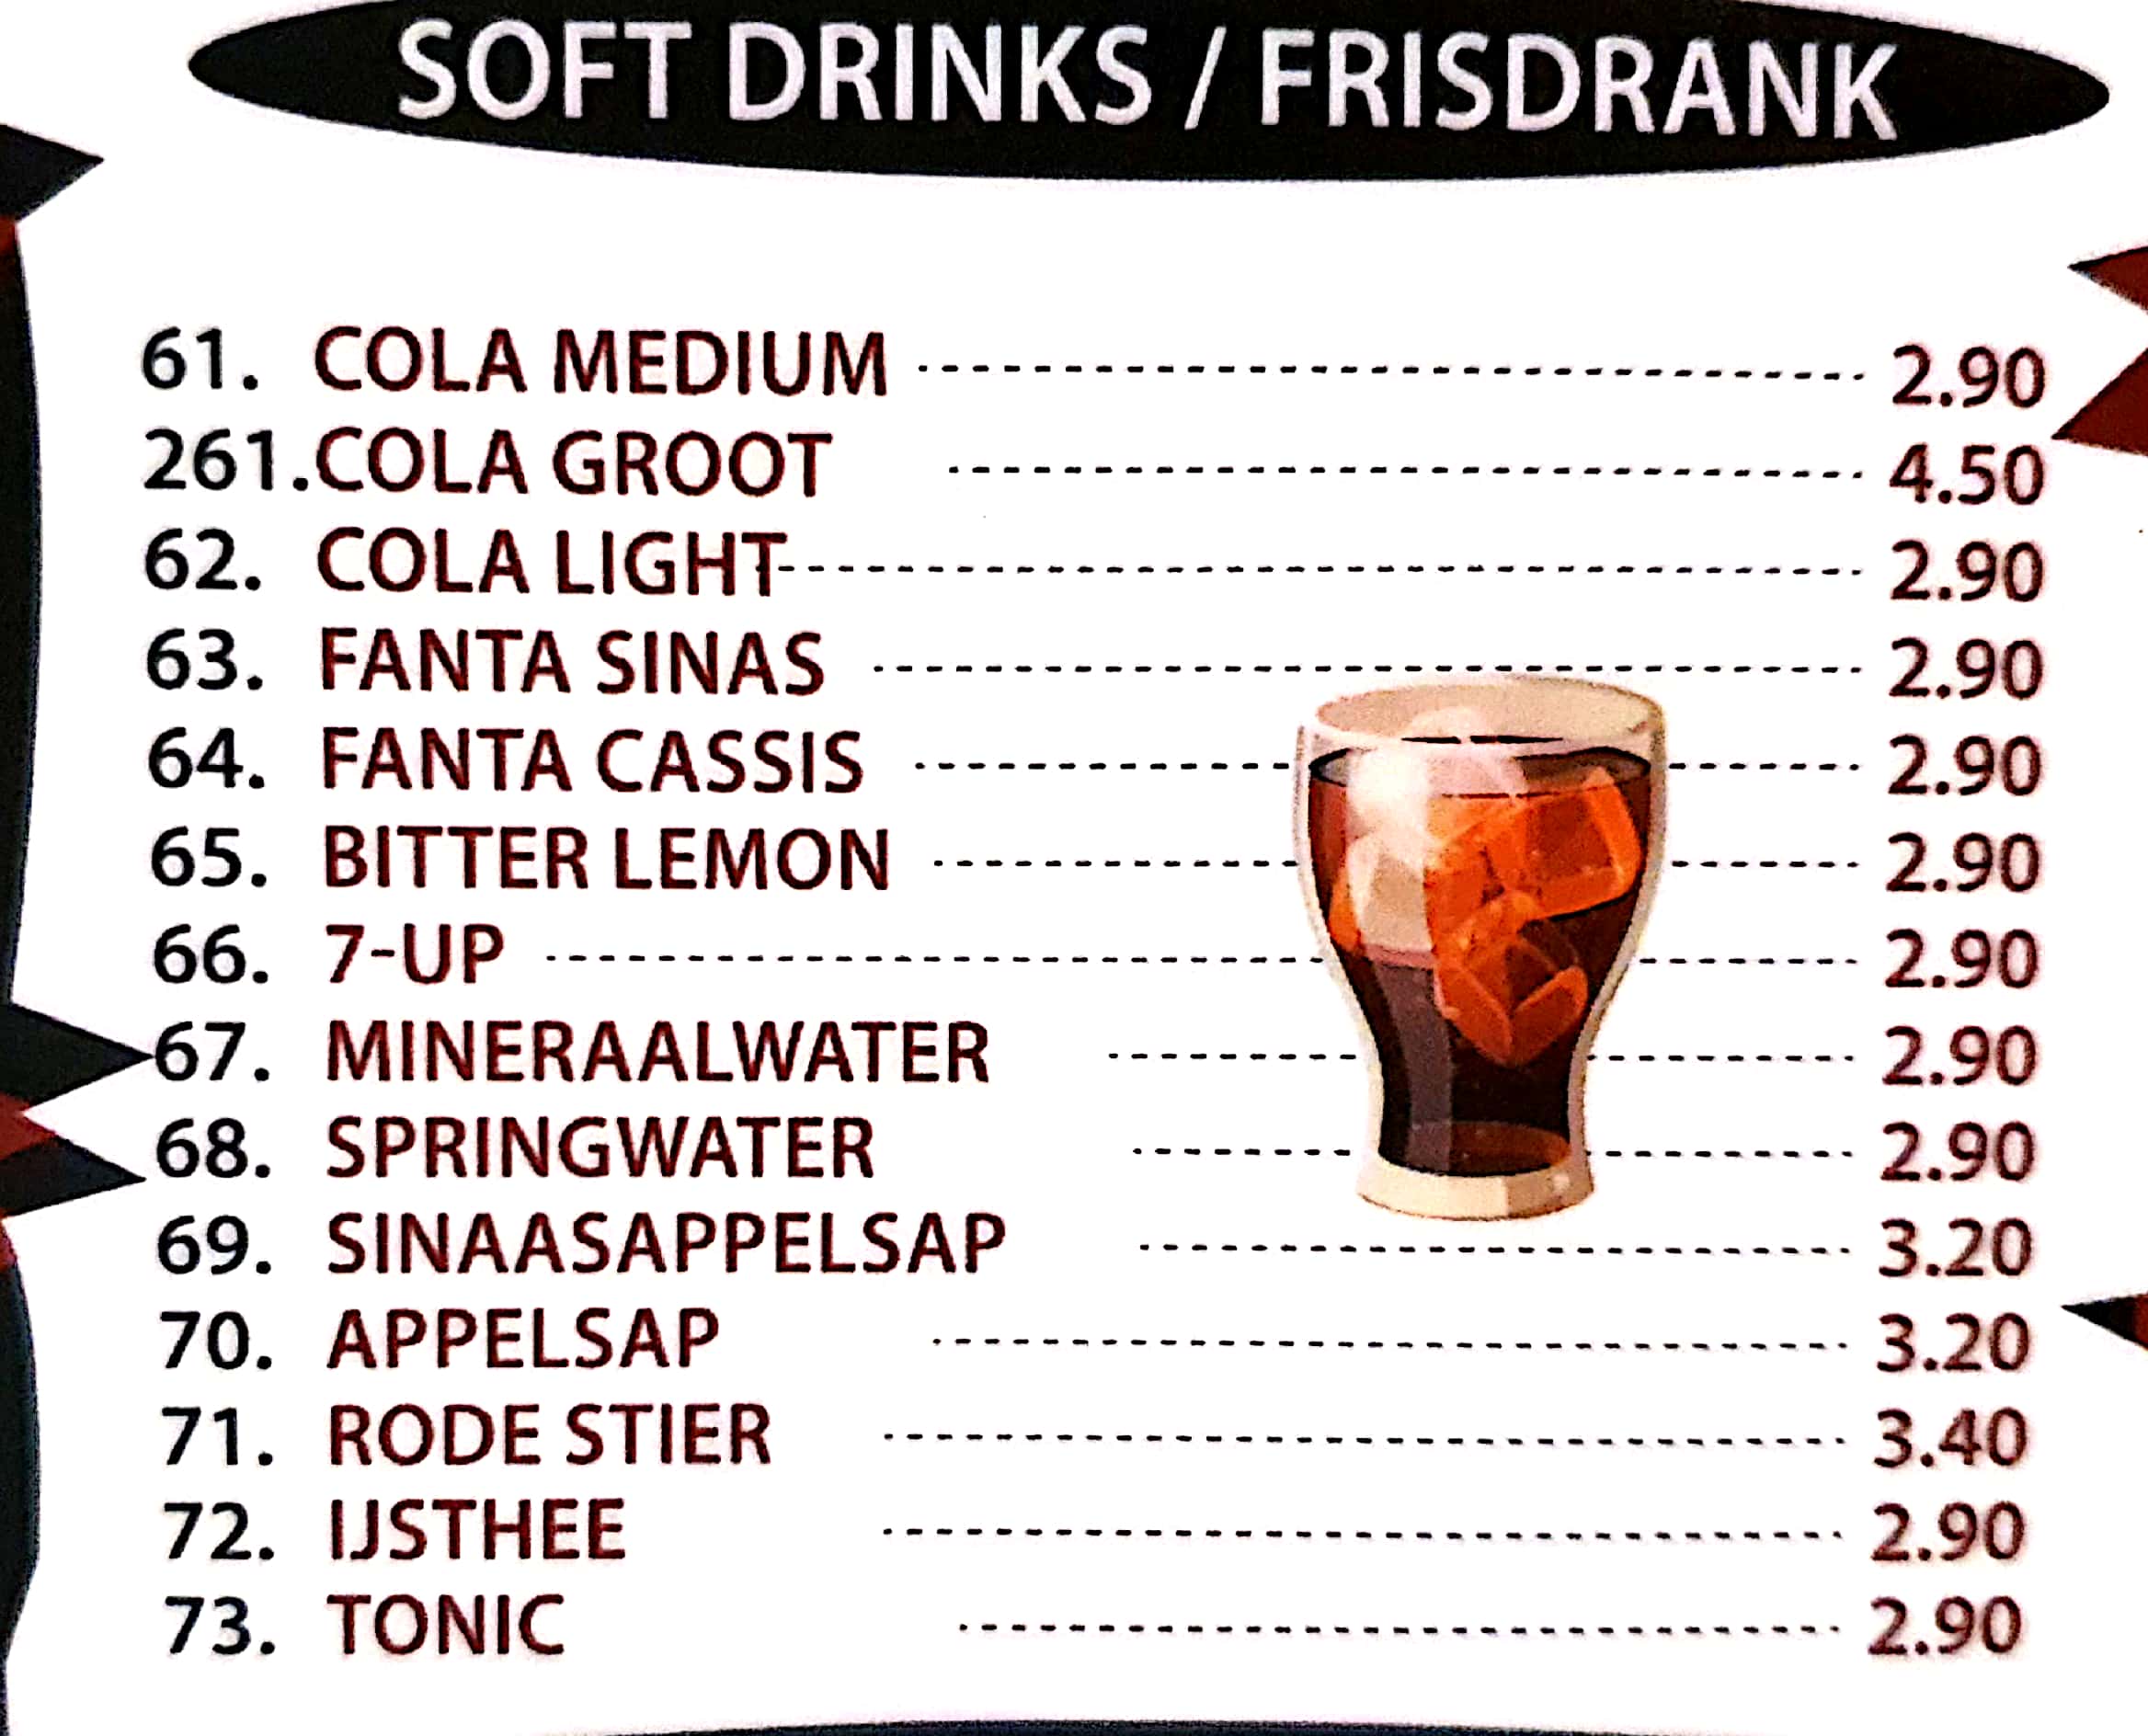 SOFT DRINKS / FRISDRANK
61. COLA MEDIUM 2.90
261.COLA GROOT 4.50
62. COLA LIGHT 2.90
63. FANTA SINAS 2.90
64. FANTA CASSIS 2.90
65. BITTER LEMON 2.90
66. 7-UP 2.90
67. MINERAALWATER 2.90
68. SPRINGWATER 2.90
69. SINAASAPPELSAP 3.20
70. APPELSAP 3.20
71. RODE STIER 3.40
72. IJSTHEE 2.90
73. TONIC 2.90